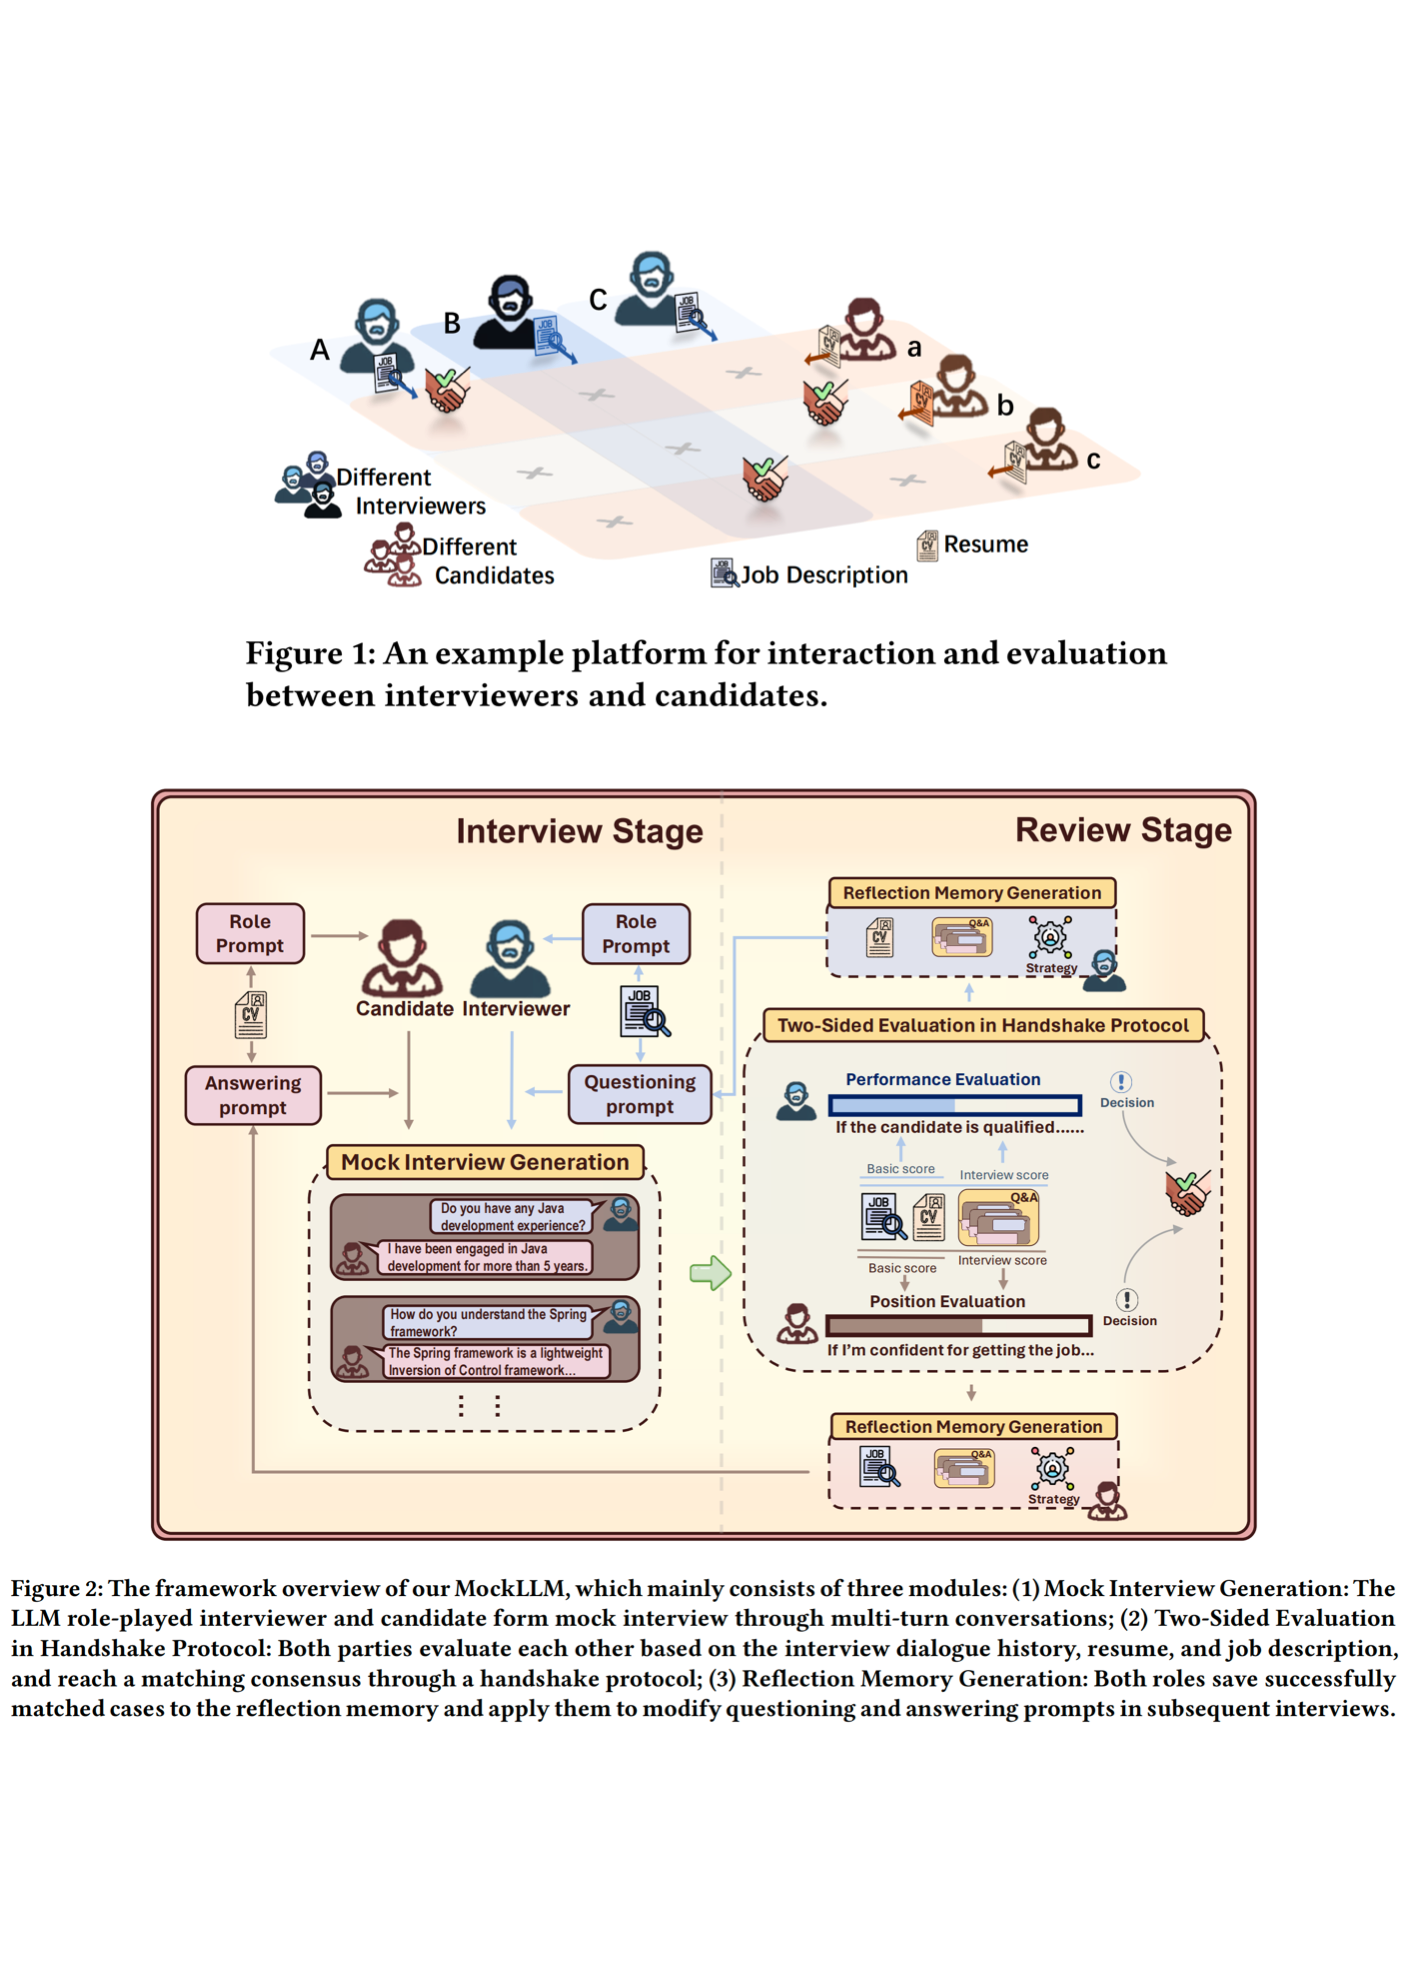 A
B
C
a
b
c
JOB
JOB
JOB
CV
CV
CV
Different
Interviewers
Different
Candidates
CV
Resume
JOB
Job Description
Figure 1: An example platform for interaction and evaluation
between interviewers and candidates.
Interview Stage
Review Stage
Role
Prompt
CV
Answering
prompt
Candidate
Interviewer
Role
Prompt
JOB
Questioning
prompt
Mock Interview Generation
Do you have any Java
development experience?
I have been engaged in Java
development for more than 5 years.
How do you understand the Spring
framework?
The Spring framework is a lightweight
Inversion of Control framework...
Reflection Memory Generation
CV
Q&A
Strategy
Two-Sided Evaluation in Handshake Protocol
Performance Evaluation
If the candidate is qualified......
Decision
Basic score
Interview score
JOB
CV
Q&A
Basic score
Interview score
Position Evaluation
If I'm confident for getting the job...
Decision
Reflection Memory Generation
JOB
Q&A
Strategy
Figure 2: The framework overview of our MockLLM, which mainly consists of three modules: (1) Mock Interview Generation: The
LLM role-played interviewer and candidate form mock interview through multi-turn conversations; (2) Two-Sided Evaluation
in Handshake Protocol: Both parties evaluate each other based on the interview dialogue history, resume, and job description,
and reach a matching consensus through a handshake protocol; (3) Reflection Memory Generation: Both roles save successfully
matched cases to the reflection memory and apply them to modify questioning and answering prompts in subsequent interviews.